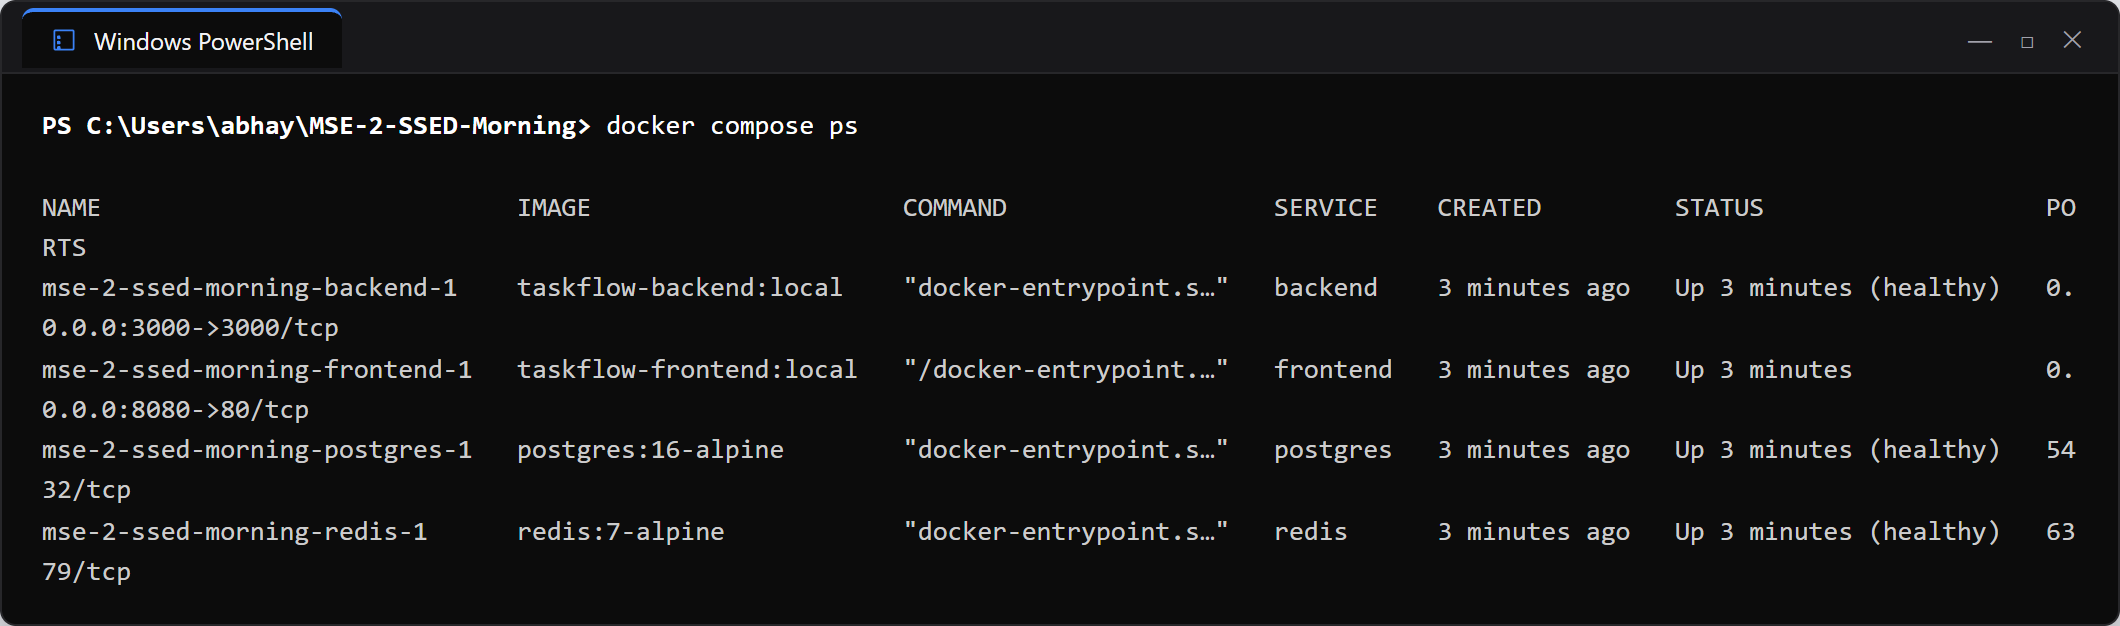 Windows PowerShell
PS C:\Users\abhay\MSE-2-SSED-Morning> docker compose ps
NAME IMAGE COMMAND SERVICE CREATED STATUS PO
RTS
mse-2-ssed-morning-backend-1 taskflow-backend:local "docker-entrypoint.s…" backend 3 minutes ago Up 3 minutes (healthy) 0.
0.0.0:3000->3000/tcp
mse-2-ssed-morning-frontend-1 taskflow-frontend:local "/docker-entrypoint.…" frontend 3 minutes ago Up 3 minutes 0.
0.0.0:8080->80/tcp
mse-2-ssed-morning-postgres-1 postgres:16-alpine "docker-entrypoint.s…" postgres 3 minutes ago Up 3 minutes (healthy) 54
32/tcp
mse-2-ssed-morning-redis-1 redis:7-alpine "docker-entrypoint.s…" redis 3 minutes ago Up 3 minutes (healthy) 63
79/tcp